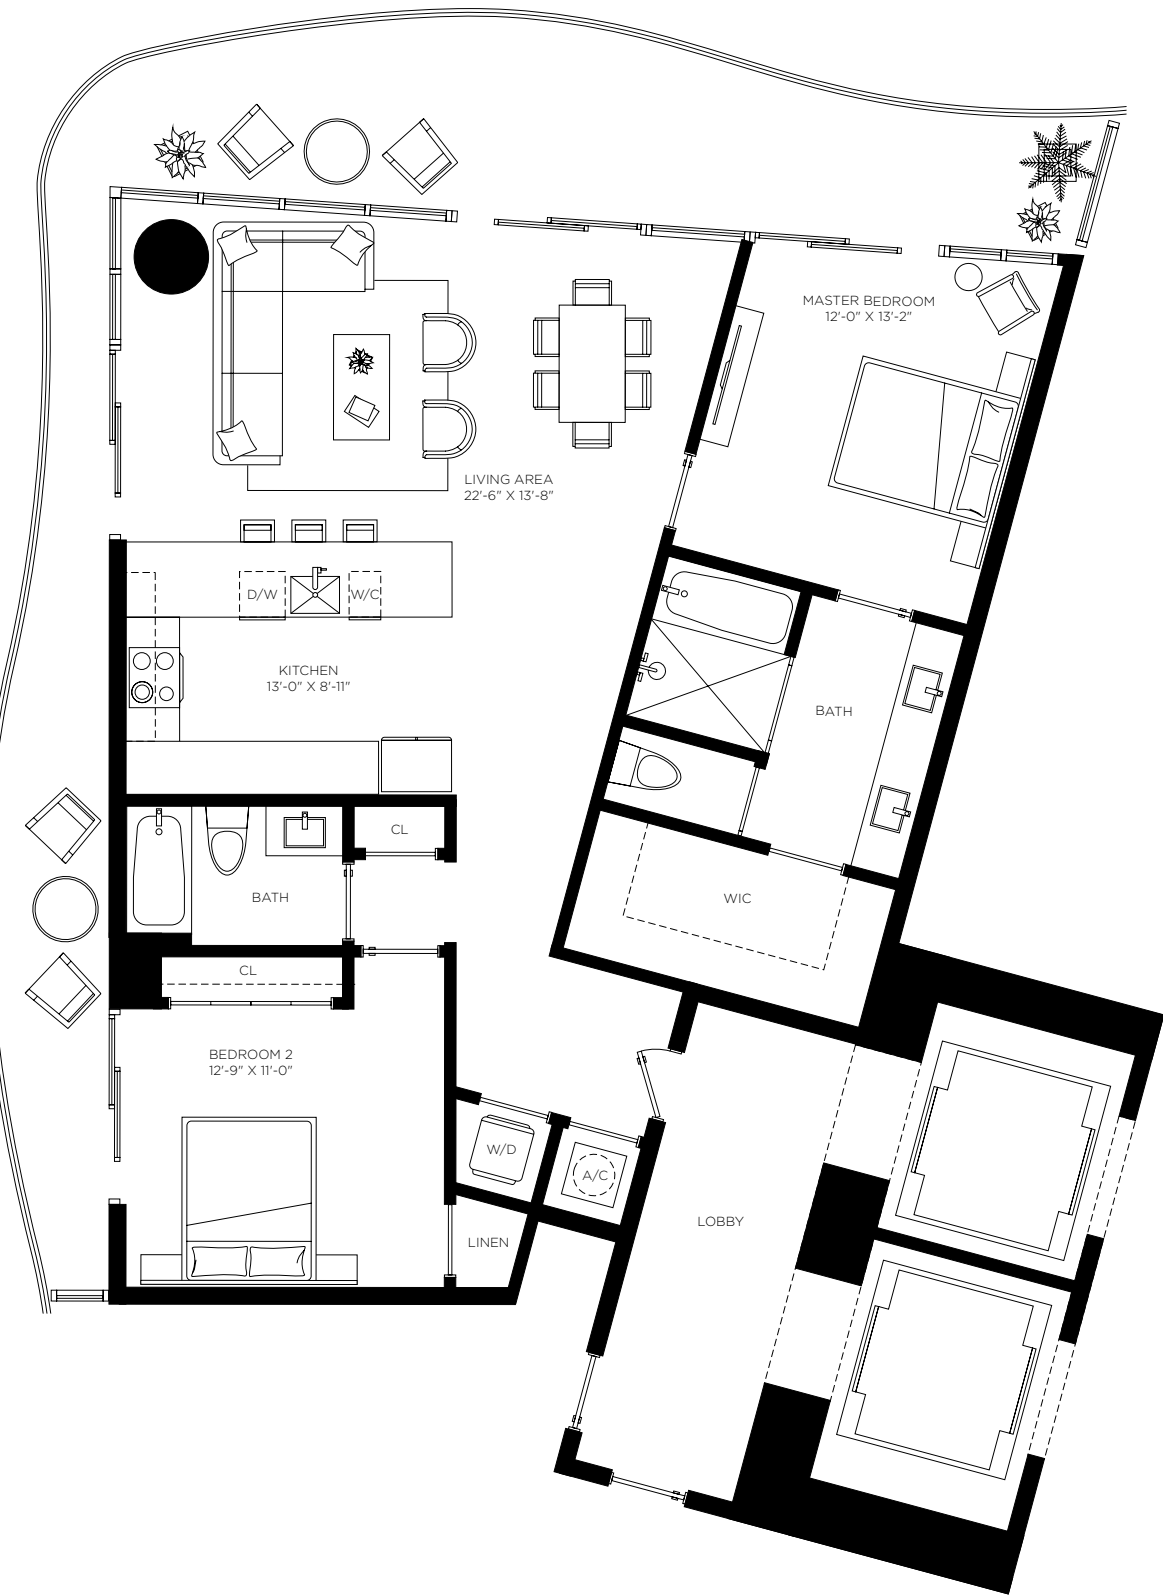 MASTER BEDROOM
12'-0" X 13'-2"
LIVING AREA
22'-6" X 13'-8"
D/W
W/C
KITCHEN
13'-0" X 8'-11"
BATH
CL
BATH
WIC
CL
BEDROOM 2
12'-9" X 11'-0"
W/D
A/C
LOBBY
LINEN